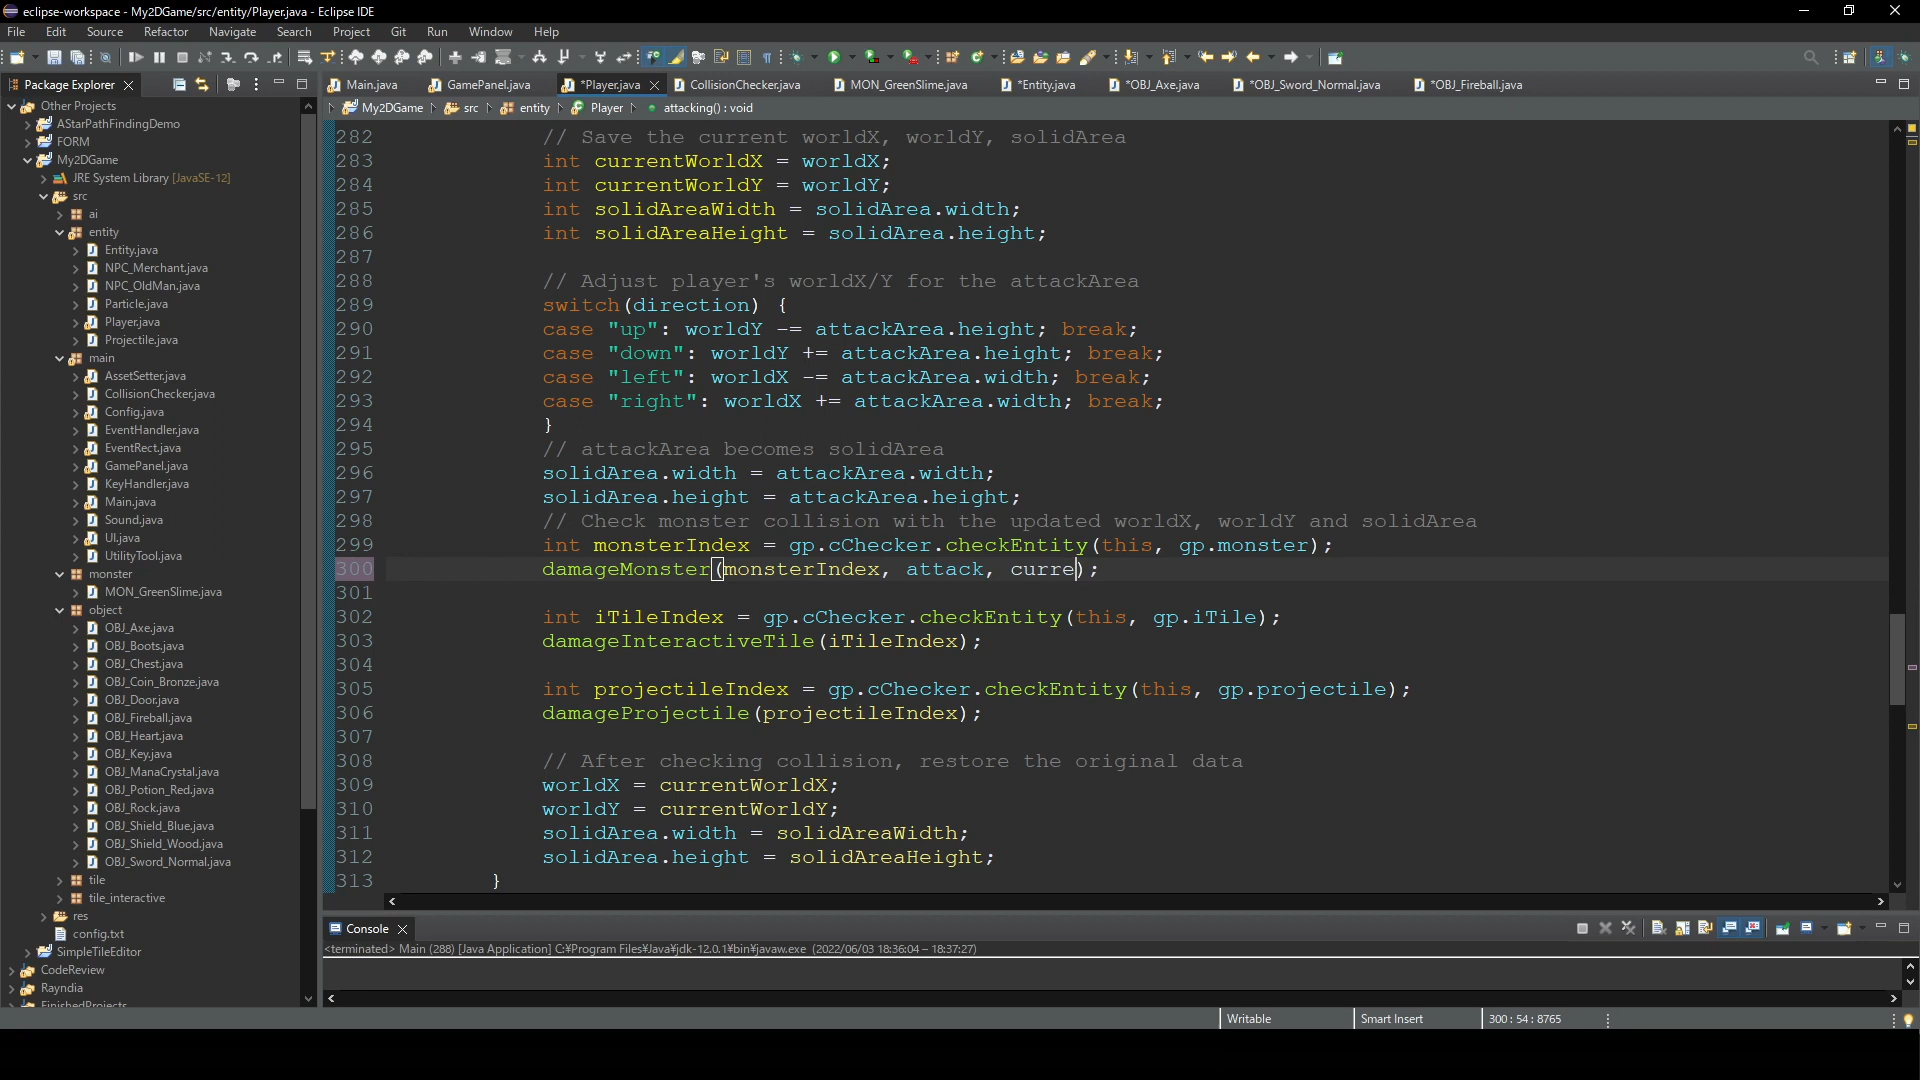 eclipse-workspace - My2DGame/src/entity/Player.java - Eclipse IDE
File Edit Source Refactor Navigate Search Project Git Run Window Help
Package Explorer
Main.java GamePanel.java *Player.java CollisionChecker.java MON_GreenSlime.java *Entity.java *OBJ_Axe.java *OBJ_Sword_Normal.java *OBJ_Fireball.java
My2DGame src entity Player attacking() : void
Other Projects
AStarPathFindingDemo
FORM
My2DGame
JRE System Library [JavaSE-12]
src
ai
entity
Entity.java
NPC_Merchant.java
NPC_OldMan.java
Particle.java
Player.java
Projectile.java
main
AssetSetter.java
CollisionChecker.java
Config.java
EventHandler.java
EventRect.java
GamePanel.java
KeyHandler.java
Main.java
Sound.java
UI.java
UtilityTool.java
monster
MON_GreenSlime.java
object
OBJ_Axe.java
OBJ_Boots.java
OBJ_Chest.java
OBJ_Coin_Bronze.java
OBJ_Door.java
OBJ_Fireball.java
OBJ_Heart.java
OBJ_Key.java
OBJ_ManaCrystal.java
OBJ_Potion_Red.java
OBJ_Rock.java
OBJ_Shield_Blue.java
OBJ_Shield_Wood.java
OBJ_Sword_Normal.java
tile
tile_interactive
res
config.txt
SimpleTileEditor
CodeReview
Rayndia
FinishedProjects
282 // Save the current worldX, worldY, solidArea
283 int currentWorldX = worldX;
284 int currentWorldY = worldY;
285 int solidAreaWidth = solidArea.width;
286 int solidAreaHeight = solidArea.height;
287
288 // Adjust player's worldX/Y for the attackArea
289 switch(direction) {
290 case "up": worldY -= attackArea.height; break;
291 case "down": worldY += attackArea.height; break;
292 case "left": worldX -= attackArea.width; break;
293 case "right": worldX += attackArea.width; break;
294 }
295 // attackArea becomes solidArea
296 solidArea.width = attackArea.width;
297 solidArea.height = attackArea.height;
298 // Check monster collision with the updated worldX, worldY and solidArea
299 int monsterIndex = gp.cChecker.checkEntity(this, gp.monster);
300 damageMonster(monsterIndex, attack, curre);
301
302 int iTileIndex = gp.cChecker.checkEntity(this, gp.iTile);
303 damageInteractiveTile(iTileIndex);
304
305 int projectileIndex = gp.cChecker.checkEntity(this, gp.projectile);
306 damageProjectile(projectileIndex);
307
308 // After checking collision, restore the original data
309 worldX = currentWorldX;
310 worldY = currentWorldY;
311 solidArea.width = solidAreaWidth;
312 solidArea.height = solidAreaHeight;
313 }
Console
<terminated> Main (288) [Java Application] C:¥Program Files¥Java¥jdk-12.0.1¥bin¥javaw.exe (2022/06/03 18:36:04 – 18:37:27)
Writable Smart Insert 300 : 54 : 8765